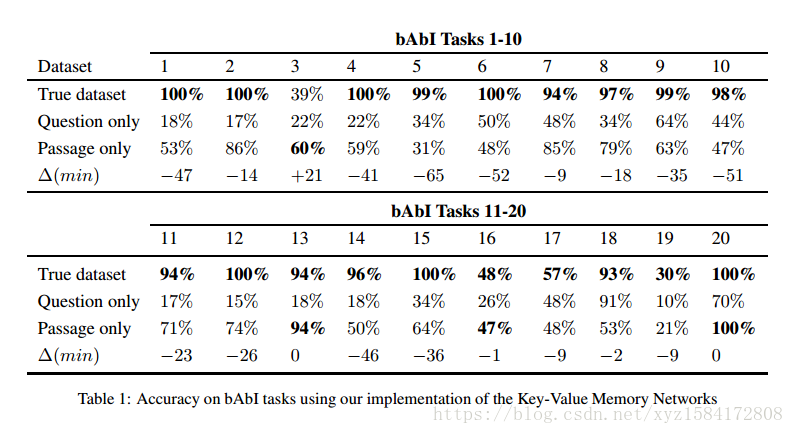 bAbI Tasks 1-10
Dataset 1 2 3 4 5 6 7 8 9 10
True dataset 100% 100% 39% 100% 99% 100% 94% 97% 99% 98%
Question only 18% 17% 22% 22% 34% 50% 48% 34% 64% 44%
Passage only 53% 86% 60% 59% 31% 48% 85% 79% 63% 47%
Δ(min) −47 −14 +21 −41 −65 −52 −9 −18 −35 −51
bAbI Tasks 11-20
11 12 13 14 15 16 17 18 19 20
True dataset 94% 100% 94% 96% 100% 48% 57% 93% 30% 100%
Question only 17% 15% 18% 18% 34% 26% 48% 91% 10% 70%
Passage only 71% 74% 94% 50% 64% 47% 48% 53% 21% 100%
Δ(min) −23 −26 0 −46 −36 −1 −9 −2 −9 0
Table 1: Accuracy on bAbI tasks using our implementation of the Key-Value Memory Networks
https://blog.csdn.net/xyz1584172808